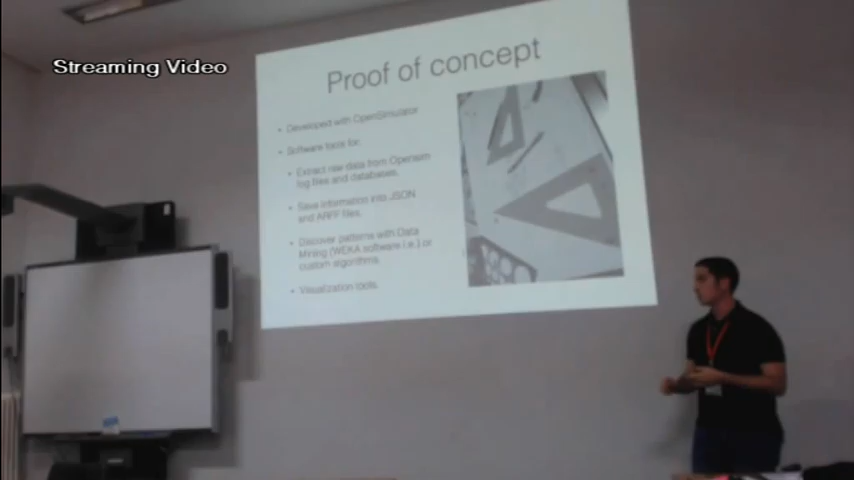 Streaming Video
Proof of concept
• Developed with OpenSimulator
• Software tools for:
• Extract raw data from Opensim
log files and databases.
• Save information into JSON
and ARFF files.
• Discover patterns with Data
Mining (WEKA software i.e.) or
custom algorithms.
• Visualization tools.